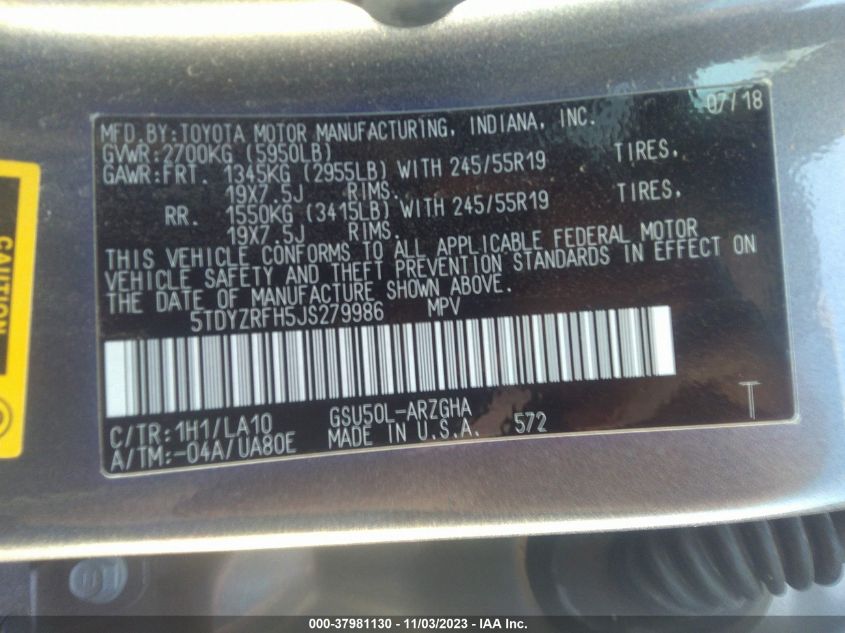 07/18
MFD.BY:TOYOTA MOTOR MANUFACTURING, INDIANA, INC.
GVWR:2700KG (5950LB)
GAWR:FRT. 1345KG (2955LB) WITH 245/55R19 TIRES,
19X7.5J RIMS.
RR. 1550KG (3415LB) WITH 245/55R19 TIRES,
19X7.5J RIMS.
THIS VEHICLE CONFORMS TO ALL APPLICABLE FEDERAL MOTOR
VEHICLE SAFETY AND THEFT PREVENTION STANDARDS IN EFFECT ON
THE DATE OF MANUFACTURE SHOWN ABOVE.
5TDYZRFH5JS279986 MPV
C/TR:1H1/LA10 GSU50L-ARZGHA
A/TM:-04A/UA80E MADE IN U.S.A. 572
T
CAUTION
000-37981130 - 11/03/2023 - IAA Inc.